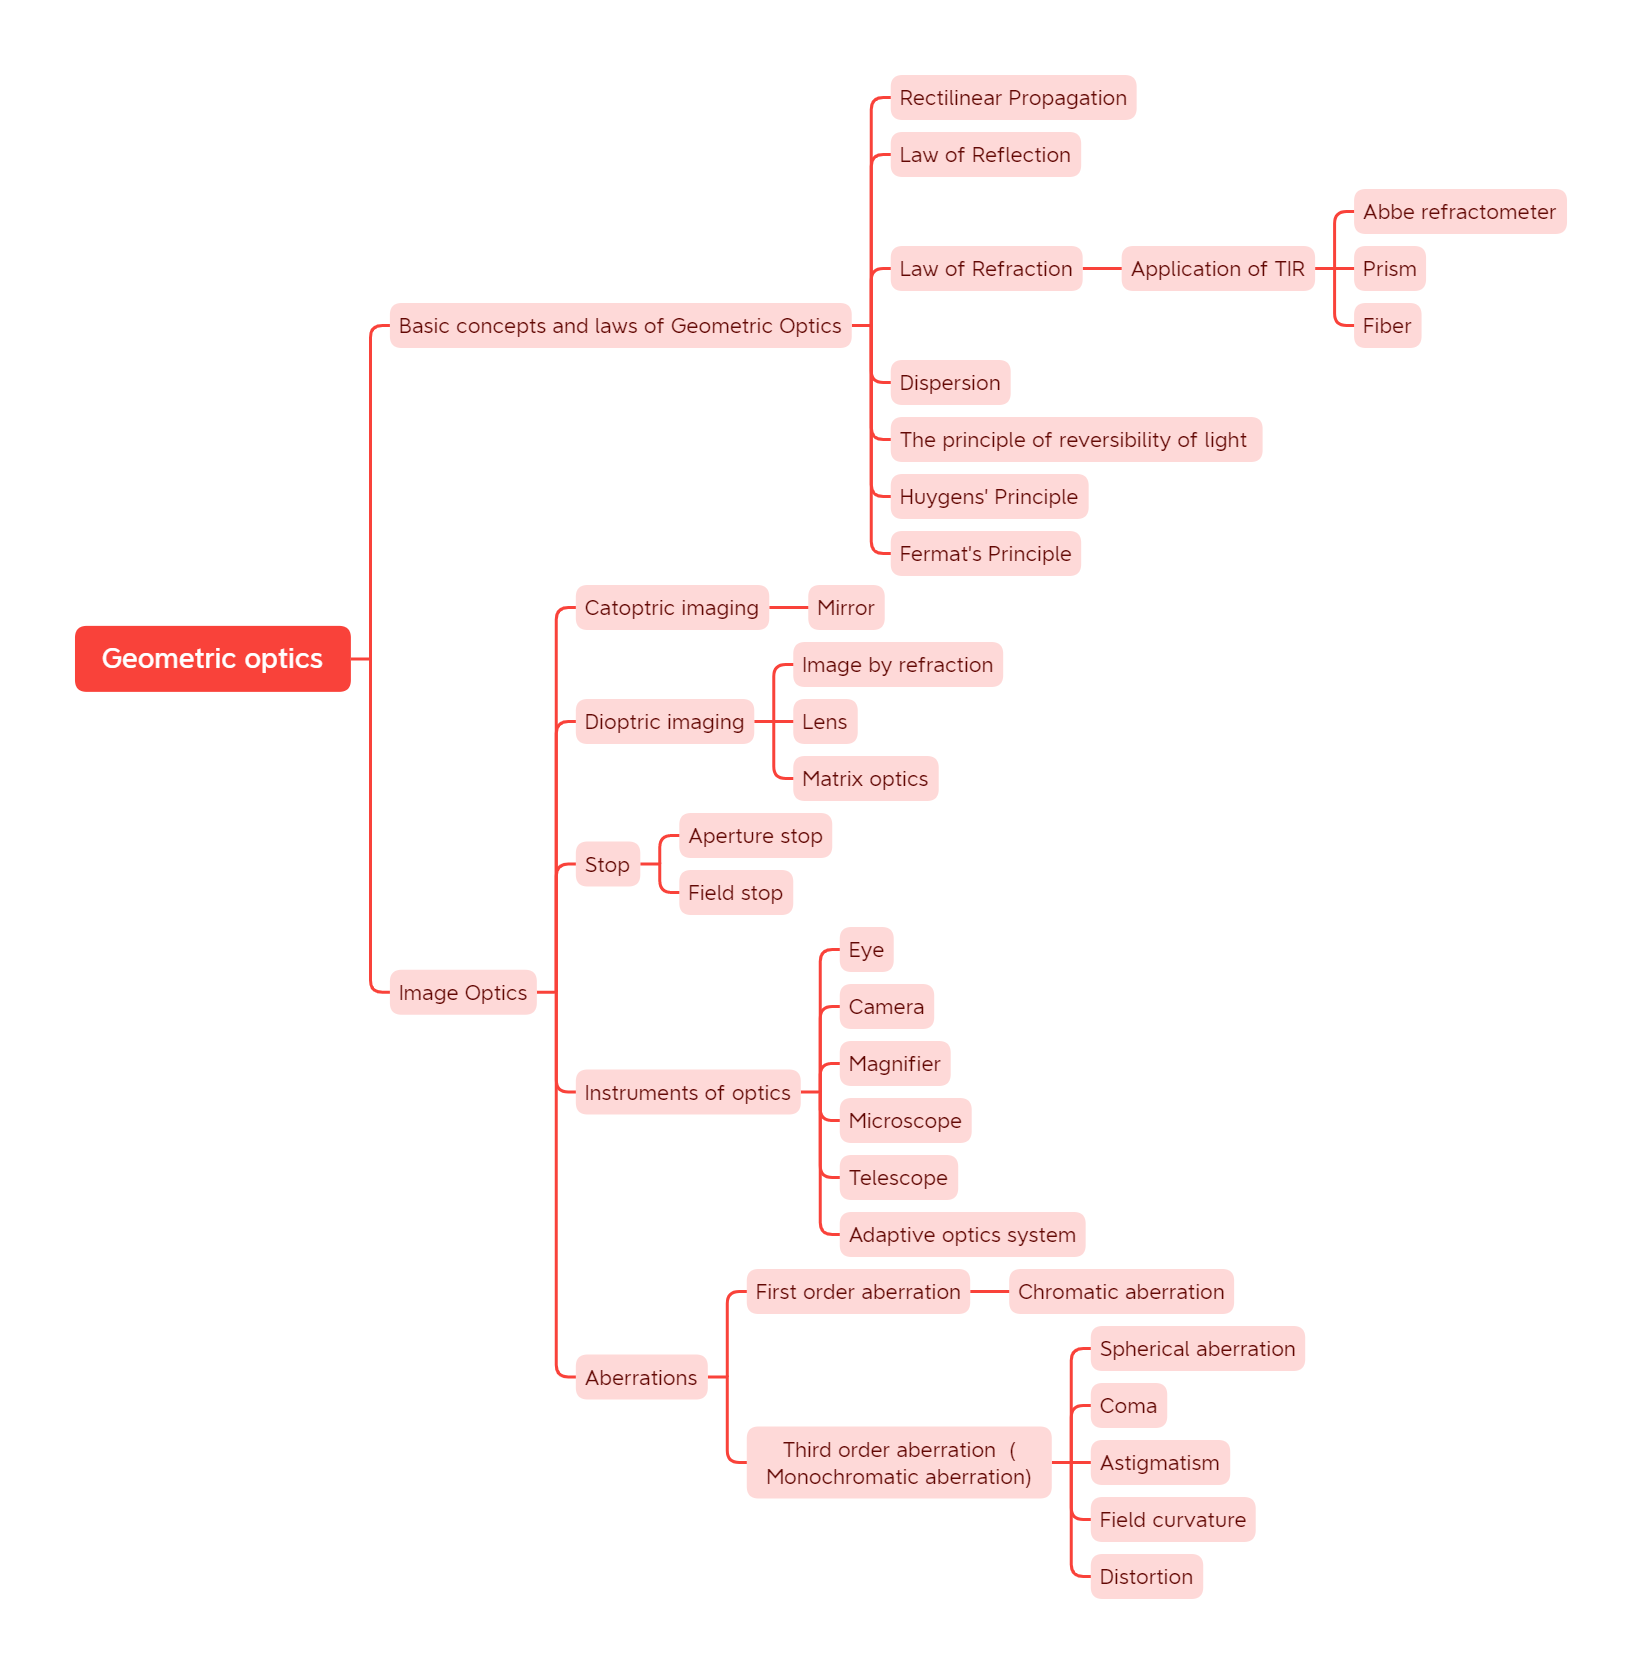 Rectilinear Propagation
Law of Reflection
Abbe refractometer
Law of Refraction
Application of TIR
Prism
Basic concepts and laws of Geometric Optics
Fiber
Dispersion
The principle of reversibility of light
Huygens' Principle
Fermat's Principle
Catoptric imaging
Mirror
Geometric optics
Image by refraction
Dioptric imaging
Lens
Matrix optics
Aperture stop
Stop
Field stop
Eye
Image Optics
Camera
Magnifier
Instruments of optics
Microscope
Telescope
Adaptive optics system
First order aberration
Chromatic aberration
Spherical aberration
Aberrations
Coma
Third order aberration (
Monochromatic aberration)
Astigmatism
Field curvature
Distortion